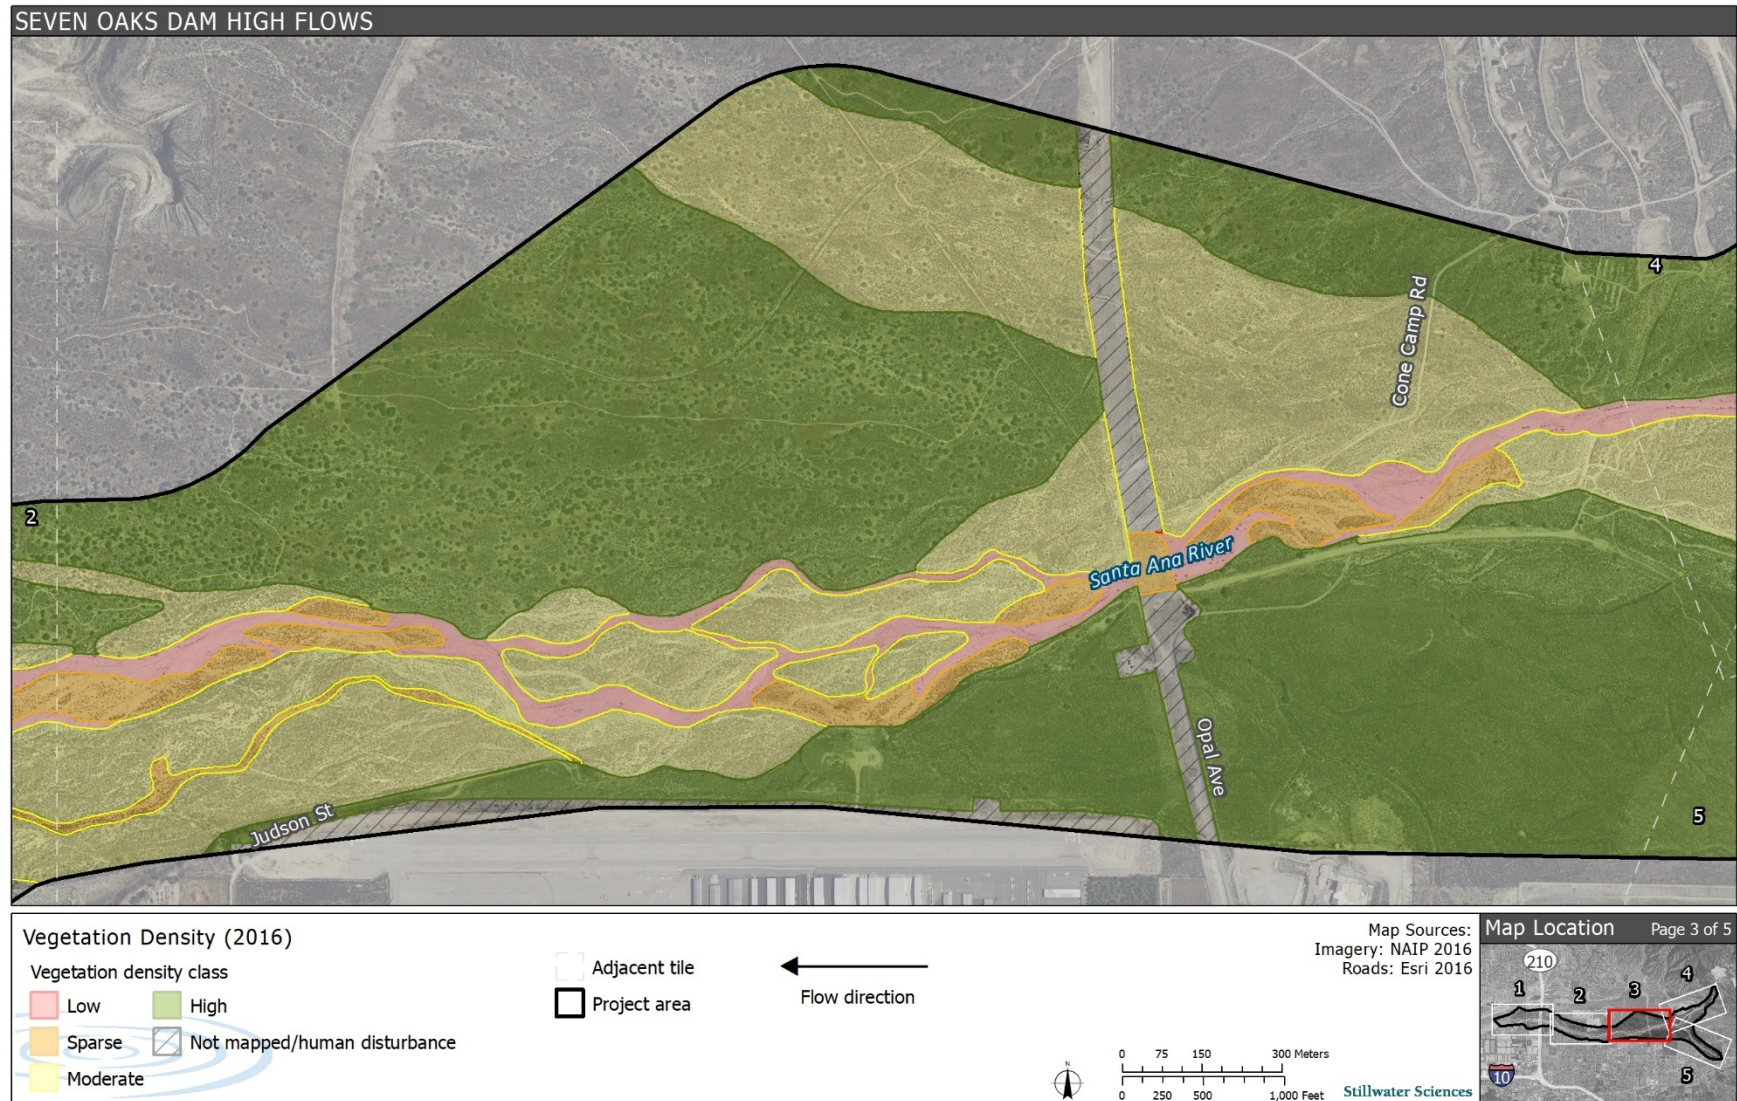 SEVEN OAKS DAM HIGH FLOWS
4
Cone Camp Rd
2
Santa Ana River
Opal Ave
Judson St
5
Vegetation Density (2016)
Vegetation density class
Low
High
Sparse
Not mapped/human disturbance
Moderate
Adjacent tile
Project area
Flow direction
Map Sources:
Imagery: NAIP 2016
Roads: Esri 2016
N
0 75 150 300 Meters
0 250 500 1,000 Feet
Stillwater Sciences
Map Location Page 3 of 5
210
4
1
2
3
10
5